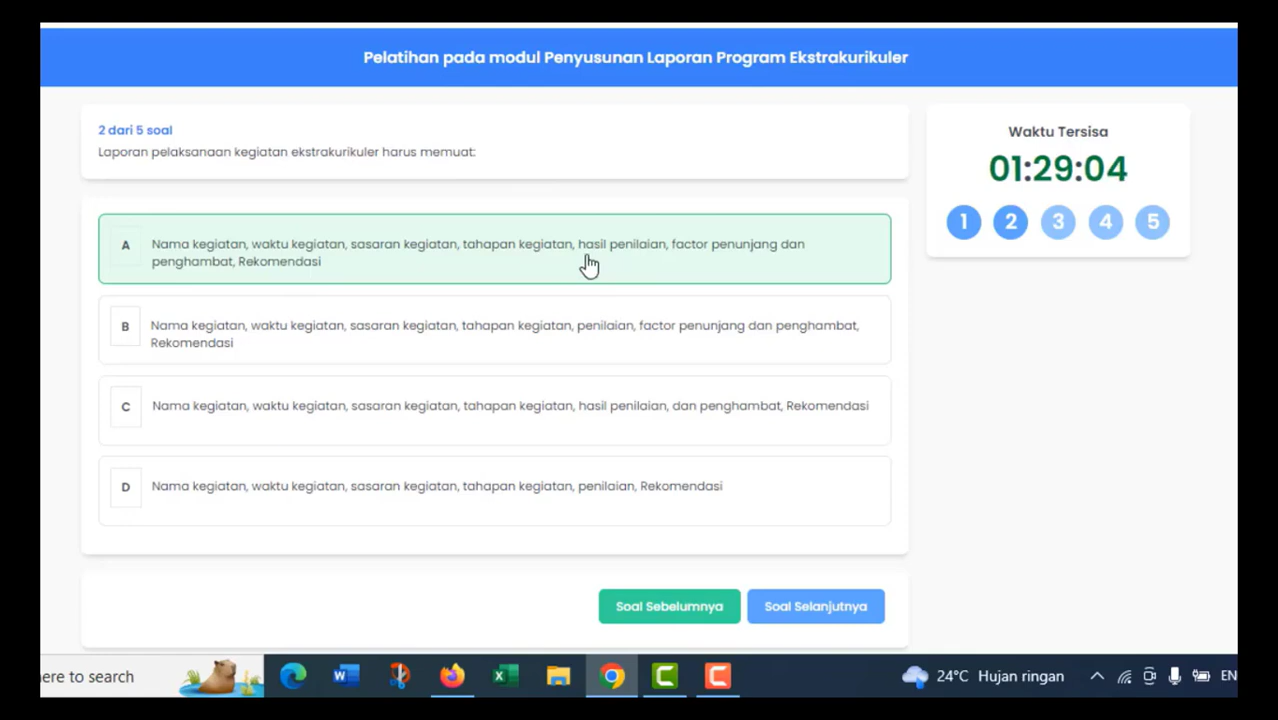 Pelatihan pada modul Penyusunan Laporan Program Ekstrakurikuler
2 dari 5 soal
Laporan pelaksanaan kegiatan ekstrakurikuler harus memuat:
Waktu Tersisa
01:29:04
1 2 3 4 5
A
Nama kegiatan, waktu kegiatan, sasaran kegiatan, tahapan kegiatan, hasil penilaian, factor penunjang dan
penghambat, Rekomendasi
B
Nama kegiatan, waktu kegiatan, sasaran kegiatan, tahapan kegiatan, penilaian, factor penunjang dan penghambat,
Rekomendasi
C
Nama kegiatan, waktu kegiatan, sasaran kegiatan, tahapan kegiatan, hasil penilaian, dan penghambat, Rekomendasi
D
Nama kegiatan, waktu kegiatan, sasaran kegiatan, tahapan kegiatan, penilaian, Rekomendasi
Soal Sebelumnya
Soal Selanjutnya
ere to search
24°C Hujan ringan
EN